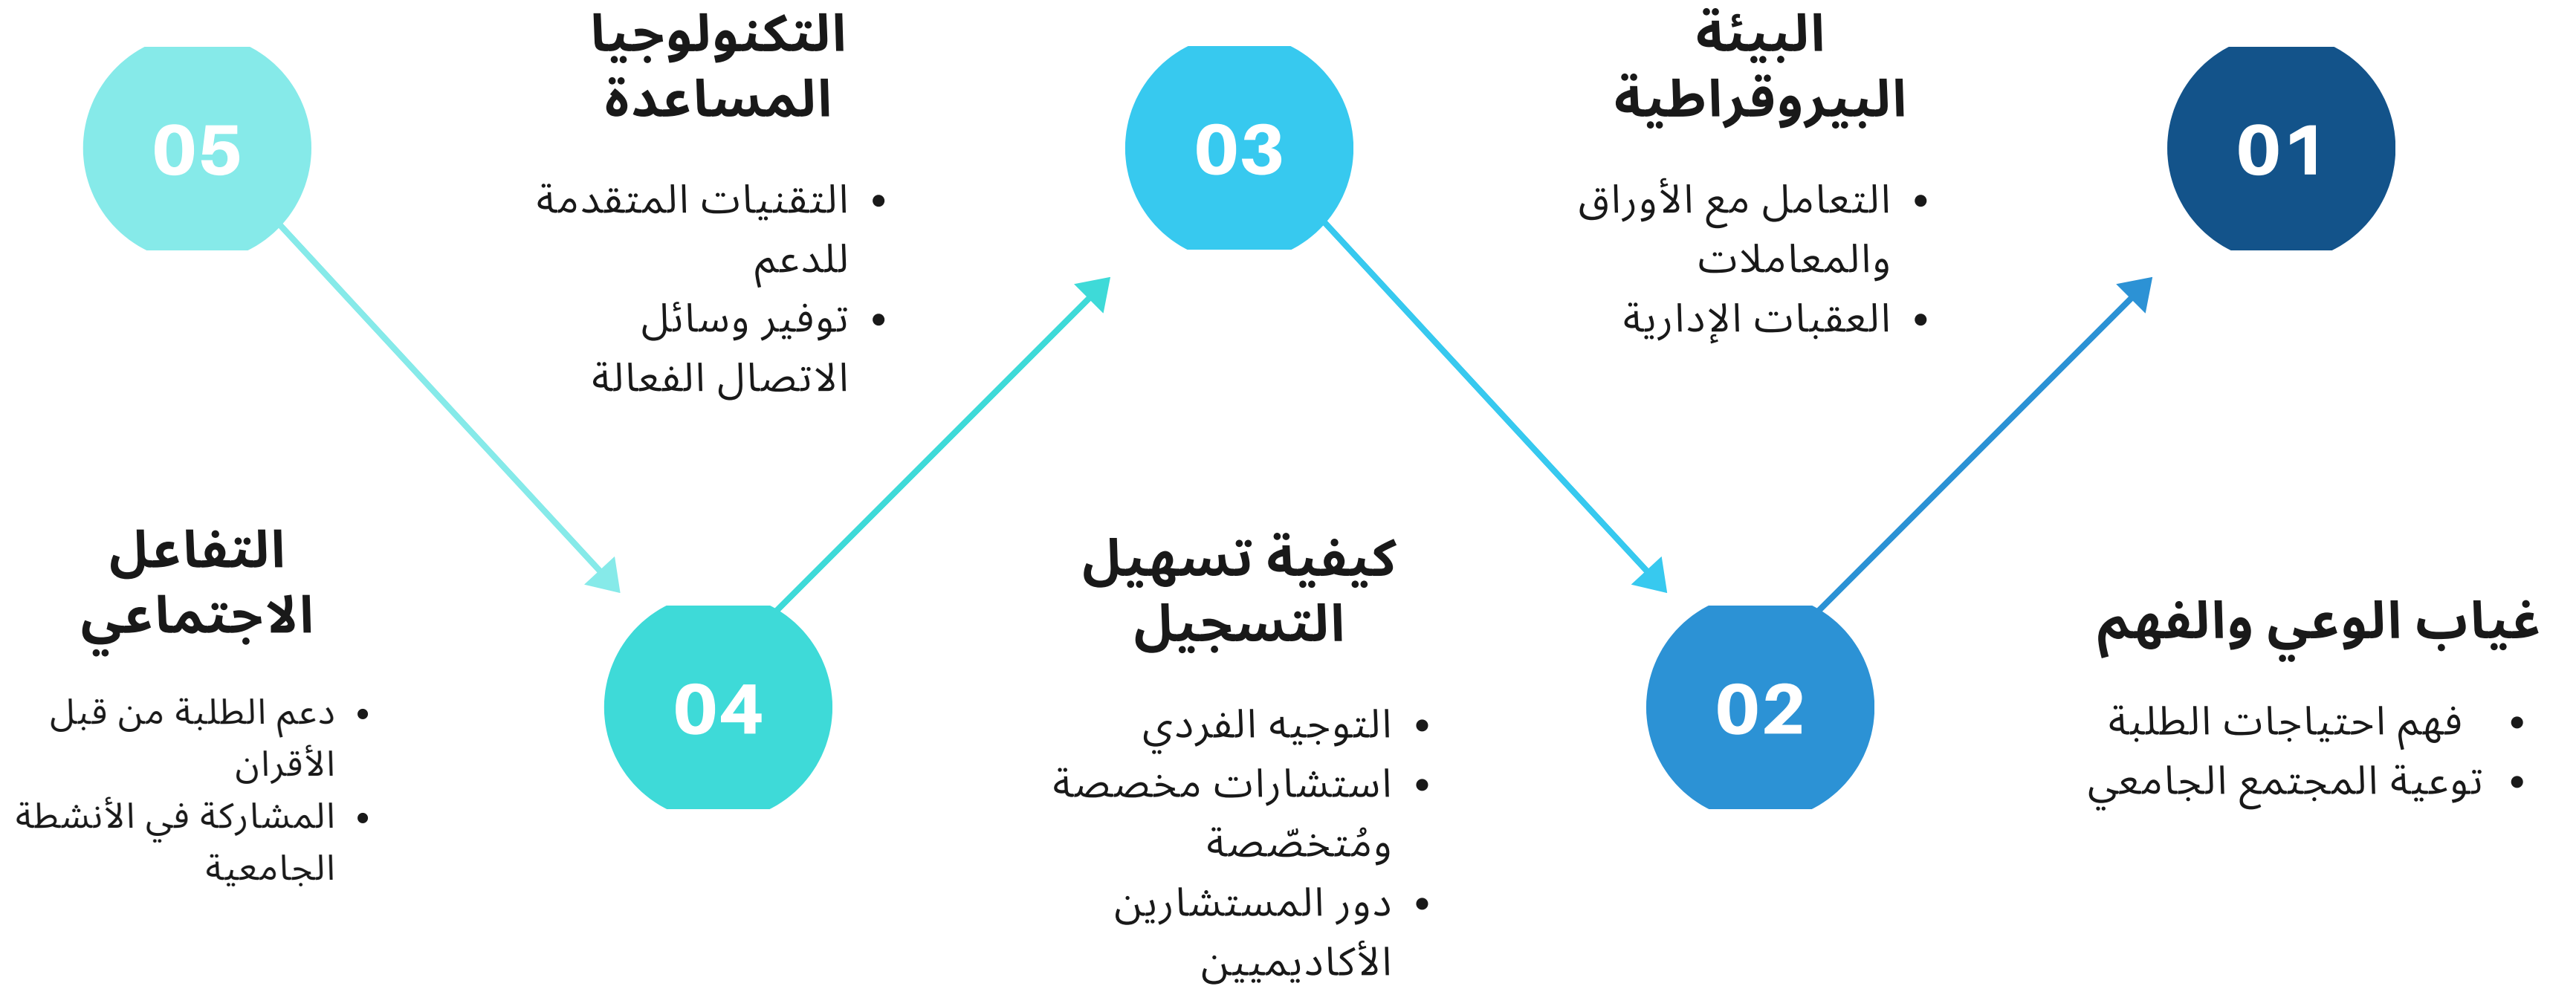 01
غياب الوعي والفهم
• فهم احتياجات الطلبة
• توعية المجتمع الجامعي
02
البيئة
البيروقراطية
• التعامل مع الأوراق
والمعاملات
• العقبات الإدارية
03
كيفية تسهيل
التسجيل
• التوجيه الفردي
• استشارات مخصصة
ومُتخصّصة
• دور المستشارين
الأكاديميين
04
التكنولوجيا
المساعدة
• التقنيات المتقدمة
للدعم
• توفير وسائل
الاتصال الفعالة
05
التفاعل
الاجتماعي
• دعم الطلبة من قبل
الأقران
• المشاركة في الأنشطة
الجامعية